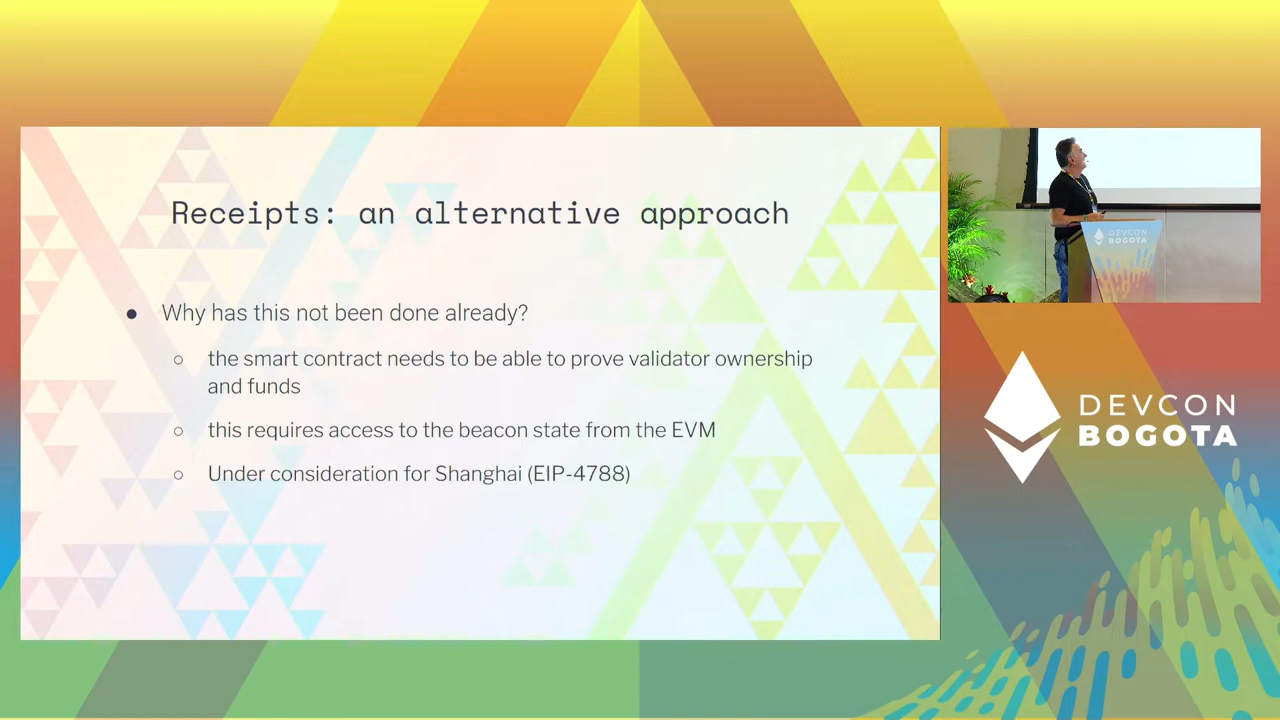 Receipts: an alternative approach
● Why has this not been done already?
○ the smart contract needs to be able to prove validator ownership
and funds
○ this requires access to the beacon state from the EVM
○ Under consideration for Shanghai (EIP-4788)
DEVCON
BOGOTA
DEVCON
BOGOTA